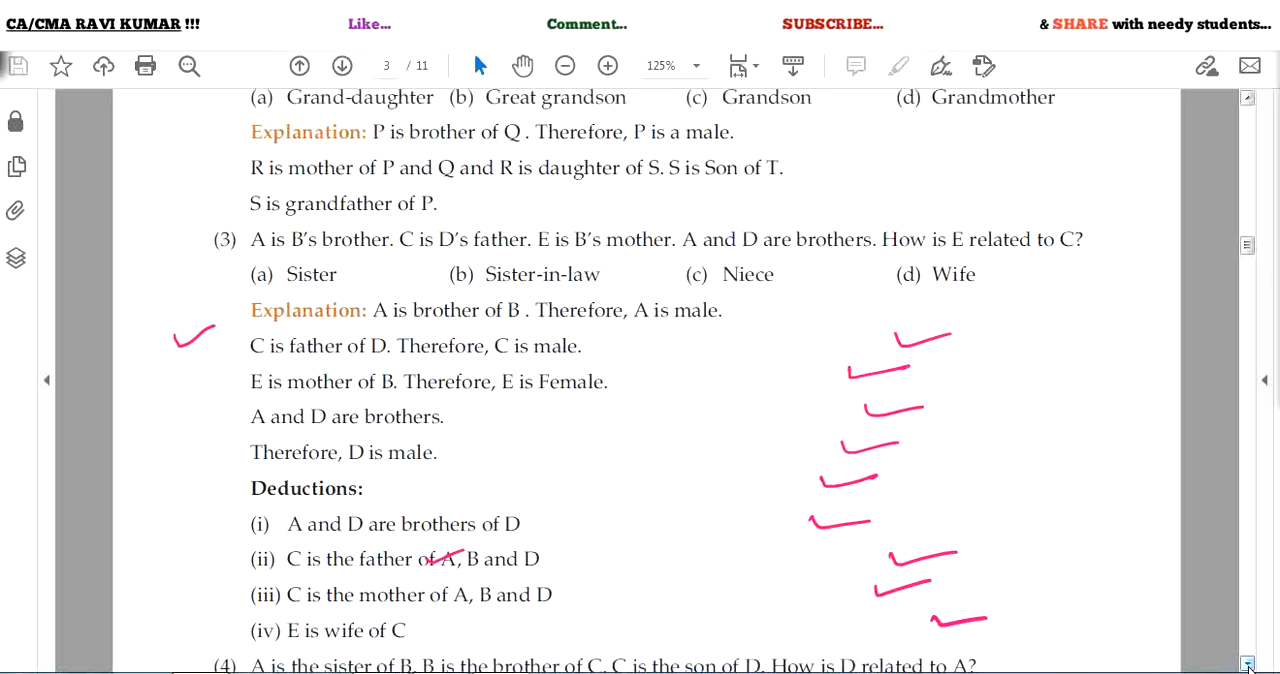 CA/CMA RAVI KUMAR !!! Like... Comment... SUBSCRIBE... & SHARE with needy students...
3 / 11 125%
(a) Grand-daughter (b) Great grandson (c) Grandson (d) Grandmother
Explanation: P is brother of Q . Therefore, P is a male.
R is mother of P and Q and R is daughter of S. S is Son of T.
S is grandfather of P.
(3) A is B's brother. C is D's father. E is B's mother. A and D are brothers. How is E related to C?
(a) Sister (b) Sister-in-law (c) Niece (d) Wife
Explanation: A is brother of B . Therefore, A is male.
C is father of D. Therefore, C is male.
E is mother of B. Therefore, E is Female.
A and D are brothers.
Therefore, D is male.
Deductions:
(i) A and D are brothers of D
(ii) C is the father of A, B and D
(iii) C is the mother of A, B and D
(iv) E is wife of C
(4) A is the sister of B. B is the brother of C. C is the son of D. How is D related to A?